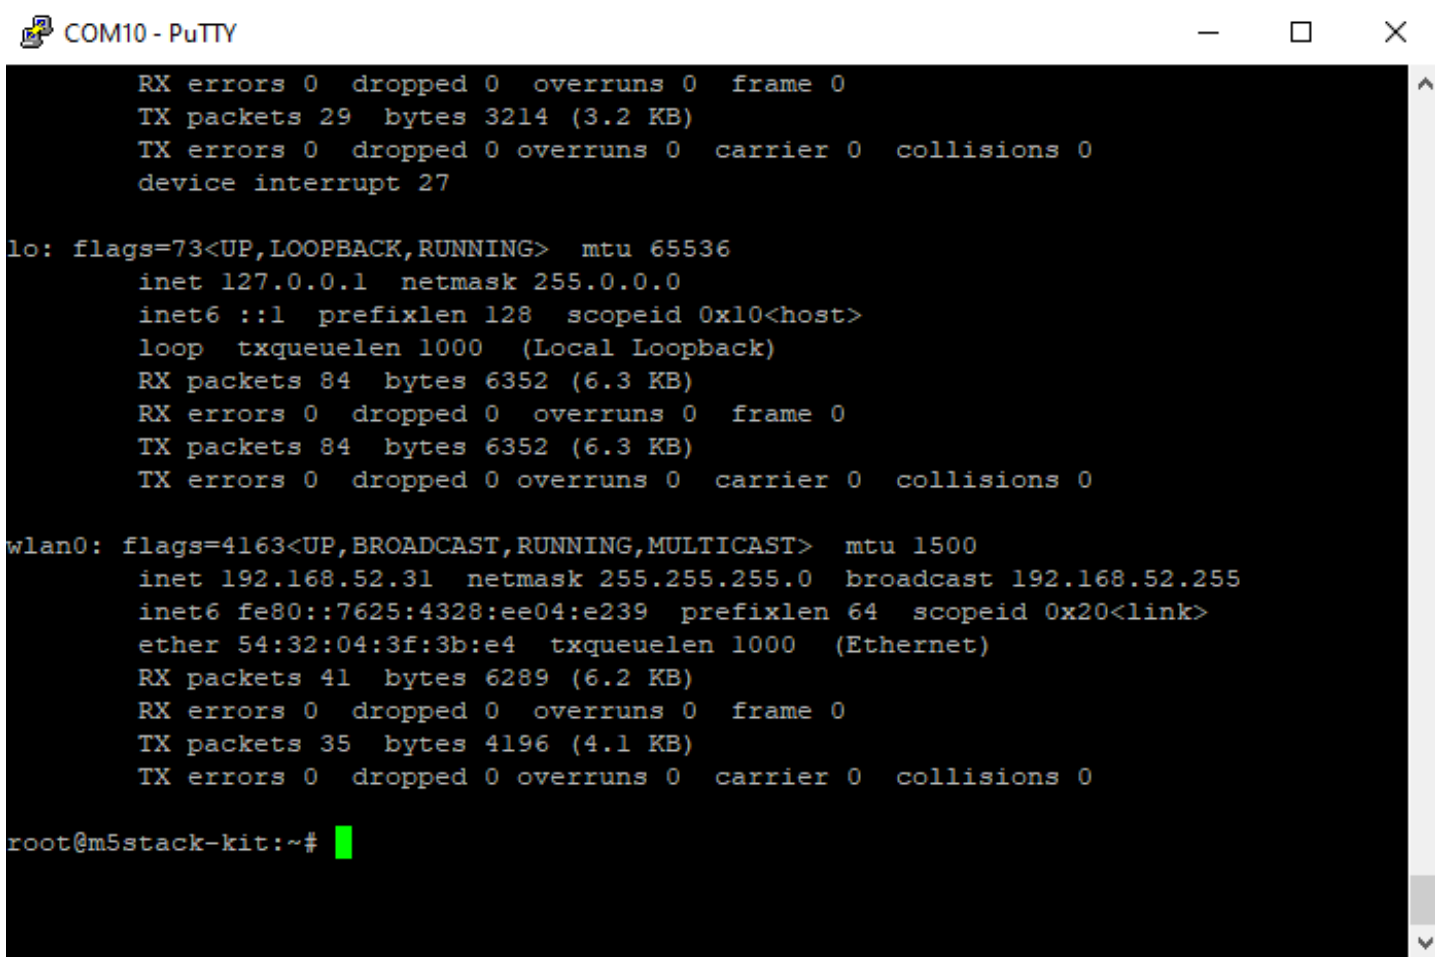 COM10 - PuTTY
RX errors 0  dropped 0  overruns 0  frame 0
TX packets 29  bytes 3214 (3.2 KB)
TX errors 0  dropped 0 overruns 0  carrier 0  collisions 0
device interrupt 27
lo: flags=73<UP,LOOPBACK,RUNNING>  mtu 65536
inet 127.0.0.1  netmask 255.0.0.0
inet6 ::1  prefixlen 128  scopeid 0x10<host>
loop  txqueuelen 1000  (Local Loopback)
RX packets 84  bytes 6352 (6.3 KB)
RX errors 0  dropped 0  overruns 0  frame 0
TX packets 84  bytes 6352 (6.3 KB)
TX errors 0  dropped 0 overruns 0  carrier 0  collisions 0
wlan0: flags=4163<UP,BROADCAST,RUNNING,MULTICAST>  mtu 1500
inet 192.168.52.31  netmask 255.255.255.0  broadcast 192.168.52.255
inet6 fe80::7625:4328:ee04:e239  prefixlen 64  scopeid 0x20<link>
ether 54:32:04:3f:3b:e4  txqueuelen 1000  (Ethernet)
RX packets 41  bytes 6289 (6.2 KB)
RX errors 0  dropped 0  overruns 0  frame 0
TX packets 35  bytes 4196 (4.1 KB)
TX errors 0  dropped 0 overruns 0  carrier 0  collisions 0
root@m5stack-kit:~#